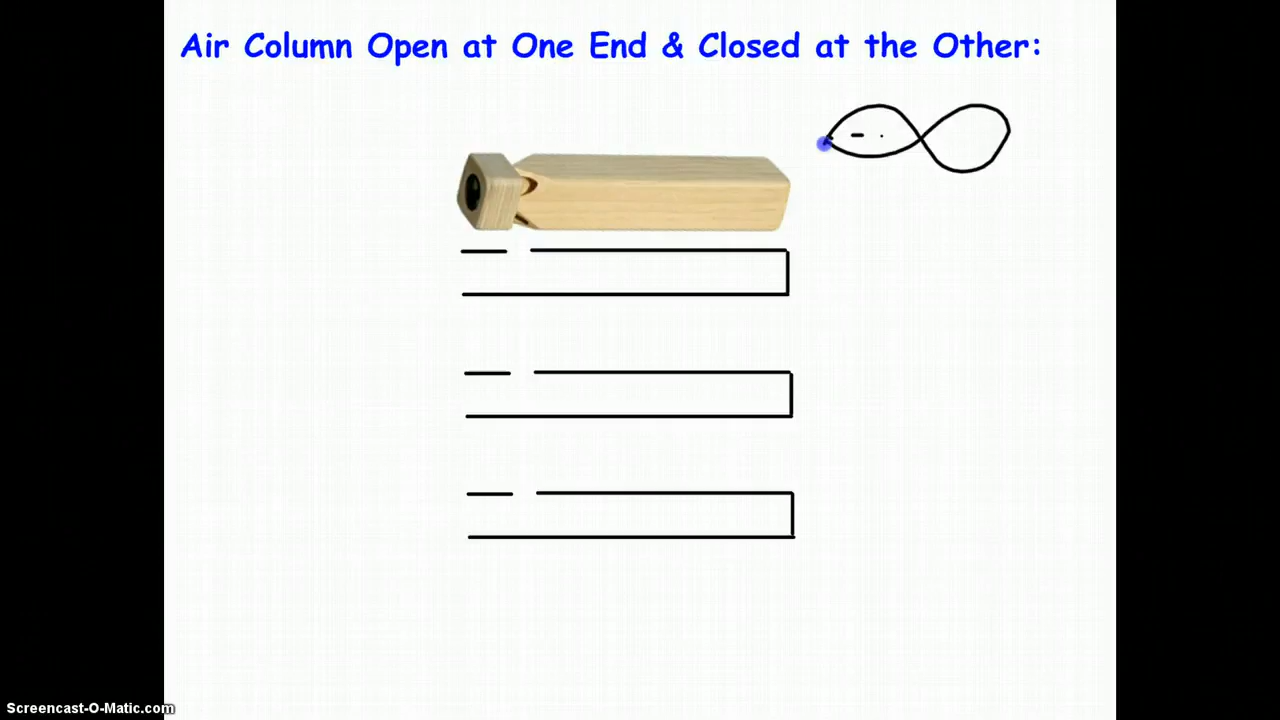 Air Column Open at One End & Closed at the Other:
Screencast-O-Matic.com